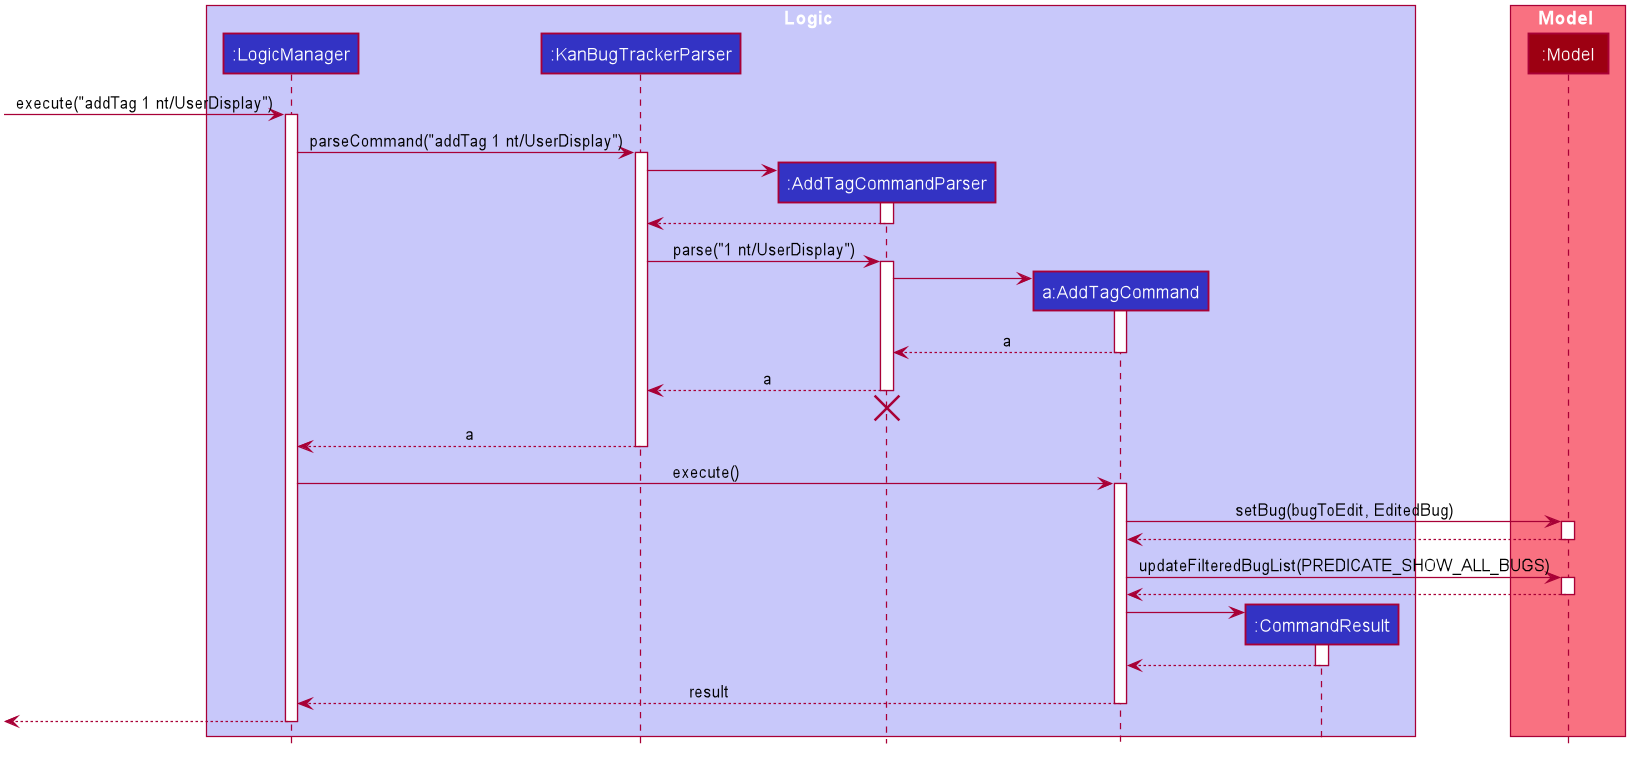 Logic
Model
:LogicManager
:KanBugTrackerParser
:Model
execute("addTag 1 nt/UserDisplay")
parseCommand("addTag 1 nt/UserDisplay")
:AddTagCommandParser
parse("1 nt/UserDisplay")
a:AddTagCommand
a
a
a
execute()
setBug(bugToEdit, EditedBug)
updateFilteredBugList(PREDICATE_SHOW_ALL_BUGS)
:CommandResult
result